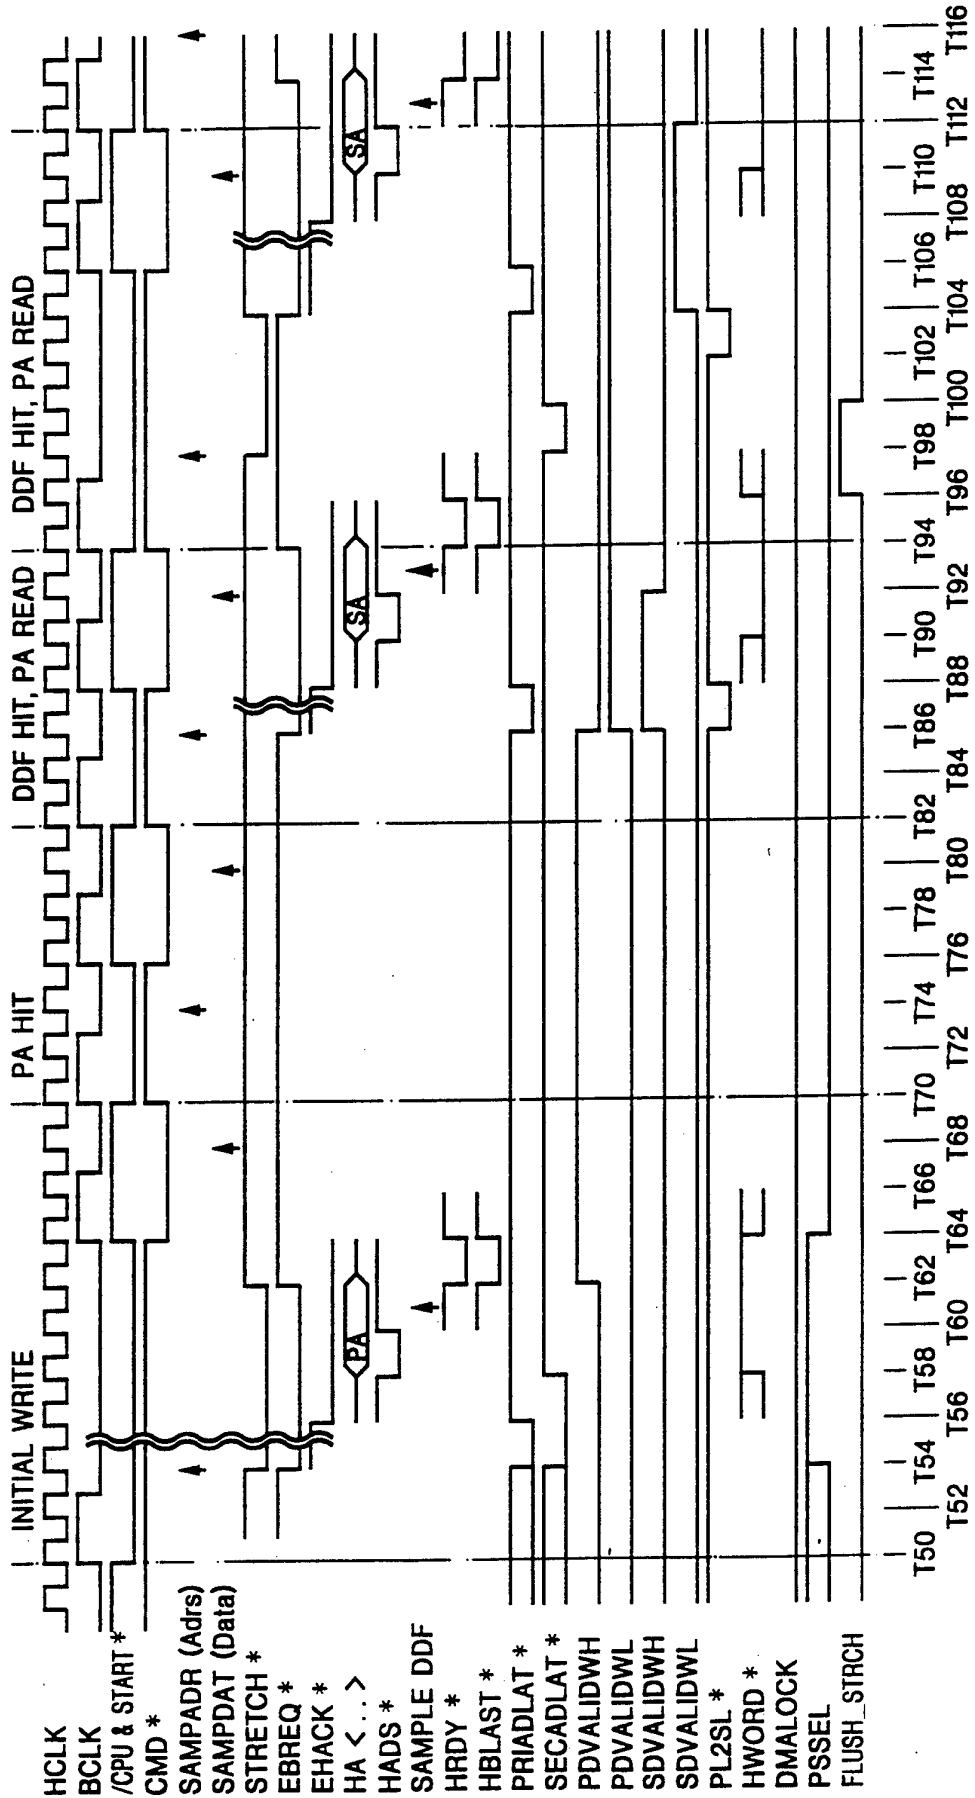 INITIAL WRITE
PA HIT
DDF HIT, PA READ
DDF HIT, PA READ
HCLK
BCLK
/CPU & START *
CMD *
SAMPADR (Adrs)
SAMPDAT (Data)
STRETCH *
EBREQ *
EHACK *
HA <..>
PA
SA
SA
HADS *
SAMPLE DDF
HRDY *
HBLAST *
PRIADLAT *
SECADLAT *
PDVALIDWH
PDVALIDWL
SDVALIDWH
SDVALIDWL
PL2SL *
HWORD *
DMALOCK
PSSEL
FLUSH_STRCH
T50 T54 T58 T62 T66 T70 T74 T78 T82 T86 T90 T94 T98 T102 T106 T110 T114
T52 T56 T60 T64 T68 T72 T76 T80 T84 T88 T92 T96 T100 T104 T108 T112 T116